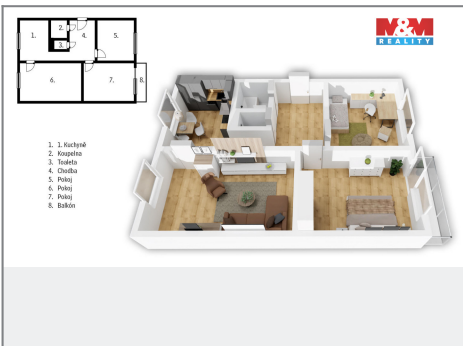 1.
2.
3.
4.
5.
6.
7.
8.
M&M
REALITY
1. 1. Kuchyně
2. Koupelna
3. Toaleta
4. Chodba
5. Pokoj
6. Pokoj
7. Pokoj
8. Balkón